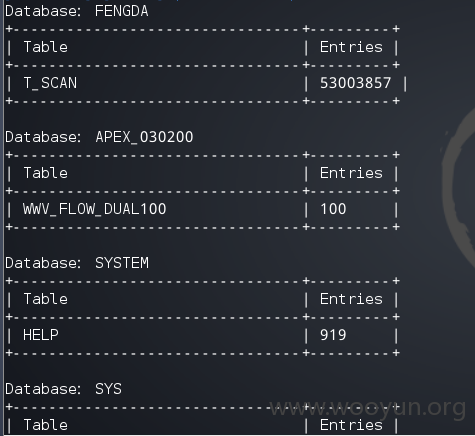 Database: FENGDA
+------------------------------+---------+
| Table                        | Entries |
+------------------------------+---------+
| T_SCAN                       | 53003857 |
+------------------------------+---------+
Database: APEX_030200
+------------------------------+---------+
| Table                        | Entries |
+------------------------------+---------+
| WWV_FLOW_DUAL100             | 100     |
+------------------------------+---------+
Database: SYSTEM
+------------------------------+---------+
| Table                        | Entries |
+------------------------------+---------+
| HELP                         | 919     |
+------------------------------+---------+
Database: SYS
+------------------------------+---------+
| Table                        | Entries |
www.wooyun.org